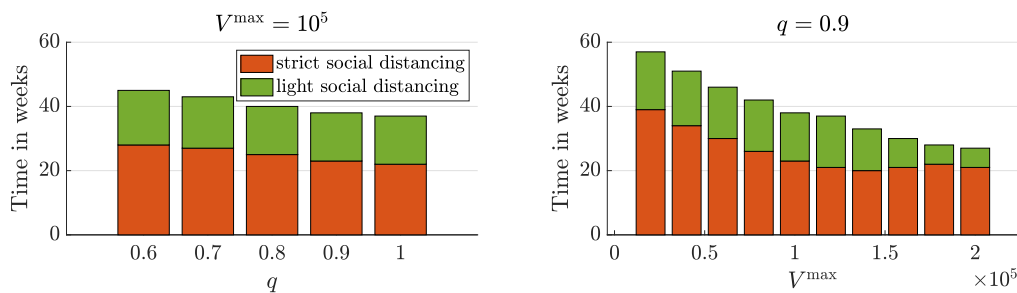 V^max = 10^5
60
40
20
0
Time in weeks
strict social distancing
light social distancing
0.6 0.7 0.8 0.9 1
q
q = 0.9
60
40
20
0
Time in weeks
0 0.5 1 1.5 2
V^max
×10^5